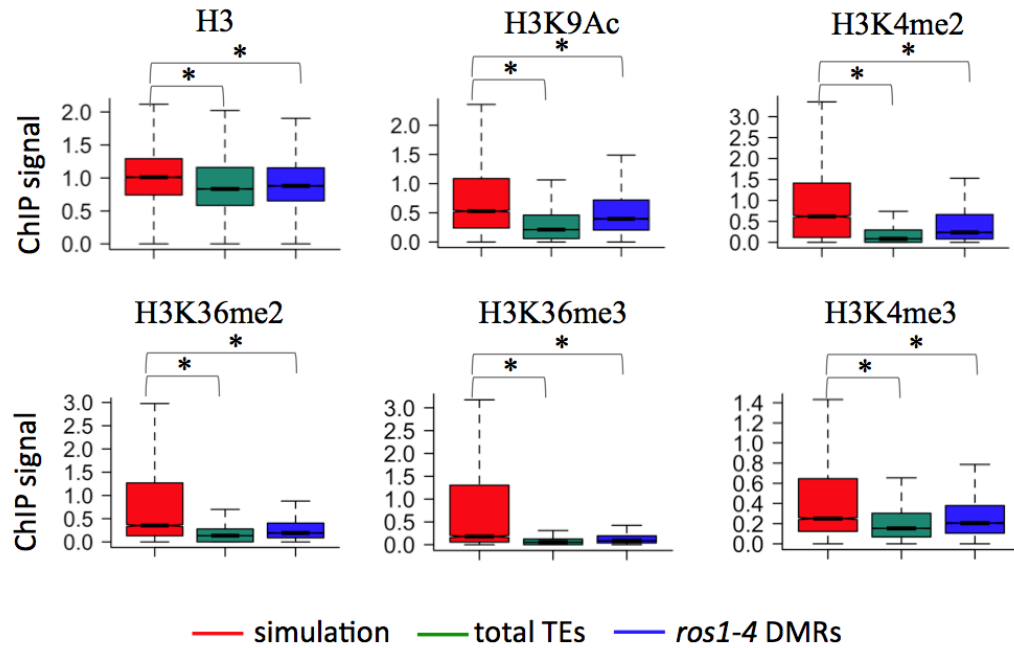 H3 H3K9Ac H3K4me2
* * * * * *
ChIP signal
2.0 1.5 1.0 0.5 0.0
2.0 1.5 1.0 0.5 0.0
3.0 2.5 2.0 1.5 1.0 0.5 0.0
H3K36me2 H3K36me3 H3K4me3
* * * * * *
ChIP signal
3.0 2.5 2.0 1.5 1.0 0.5 0.0
3.0 2.5 2.0 1.5 1.0 0.5 0.0
1.4 1.2 1.0 0.8 0.6 0.4 0.2 0.0
simulation total TEs ros1-4 DMRs